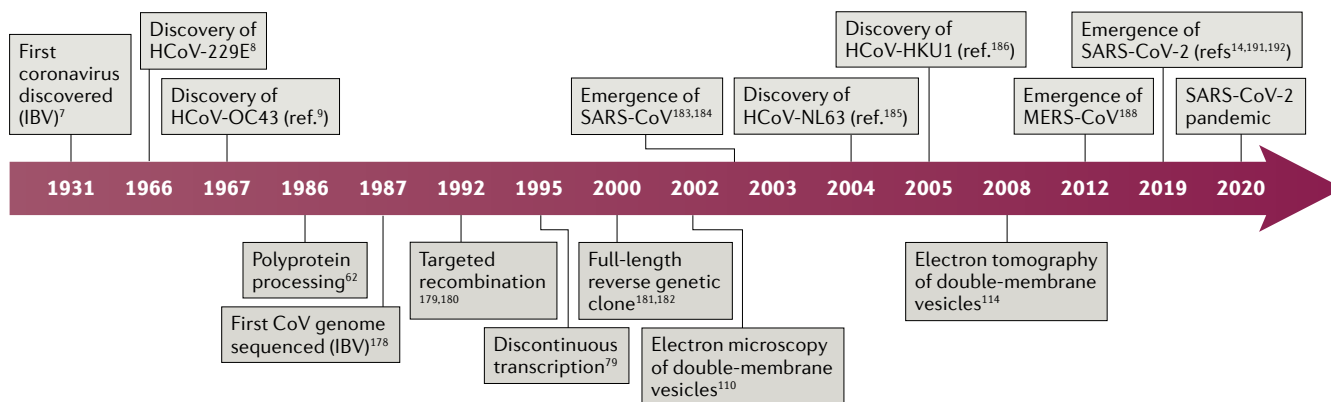 First
coronavirus
discovered
(IBV)⁷
Discovery of
HCoV-229E⁸
Discovery of
HCoV-OC43 (ref.⁹)
Emergence of
SARS-CoV¹⁸³,¹⁸⁴
Discovery of
HCoV-NL63 (ref.¹⁸⁵)
Discovery of
HCoV-HKU1 (ref.¹⁸⁶)
Emergence of
MERS-CoV¹⁸⁸
Emergence of
SARS-CoV-2 (refs¹⁴,¹⁹¹,¹⁹²)
SARS-CoV-2
pandemic
1931 1966 1967 1986 1987 1992 1995 2000 2002 2003 2004 2005 2008 2012 2019 2020
Polyprotein
processing⁶²
First CoV genome
sequenced (IBV)¹⁷⁸
Targeted
recombination
¹⁷⁹,¹⁸⁰
Discontinuous
transcription⁷⁹
Full-length
reverse genetic
clone¹⁸¹,¹⁸²
Electron microscopy
of double-membrane
vesicles¹¹⁰
Electron tomography
of double-membrane
vesicles¹¹⁴